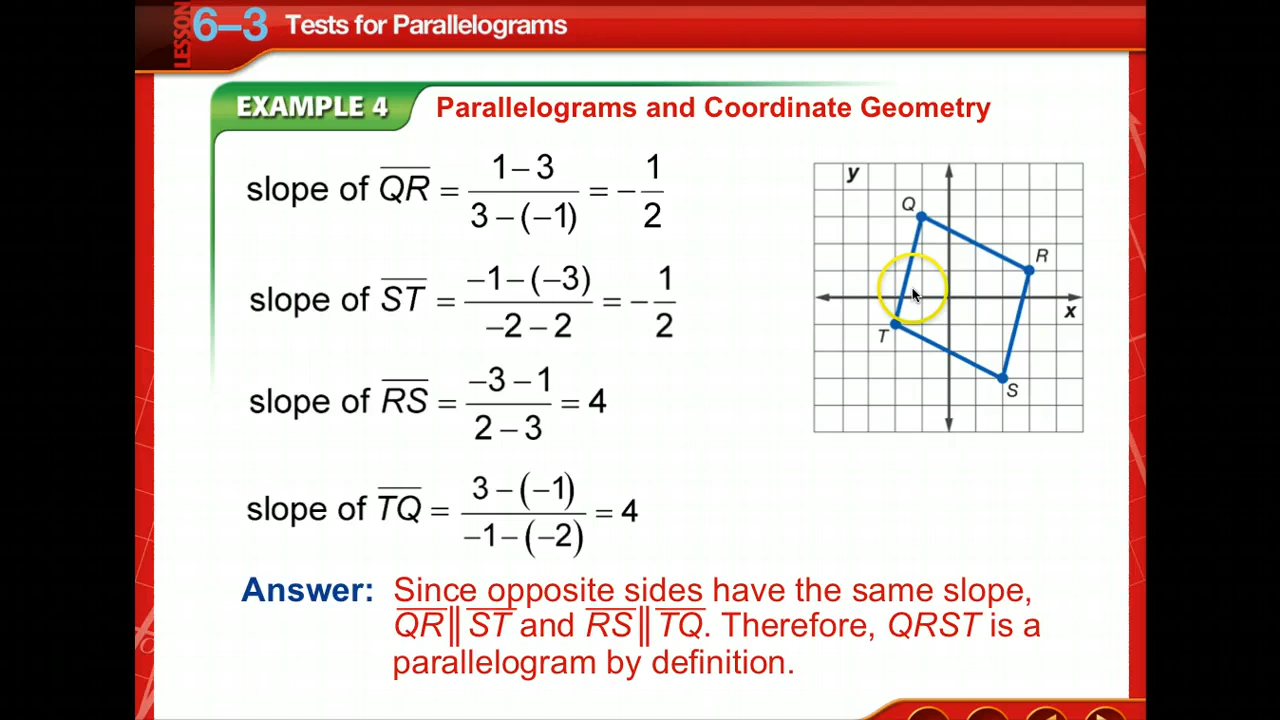 LESSON 6–3 Tests for Parallelograms
EXAMPLE 4 Parallelograms and Coordinate Geometry
slope of QR = (1 – 3)/(3 – (–1)) = –1/2
slope of ST = (–1 – (–3))/(–2 – 2) = –1/2
slope of RS = (–3 – 1)/(2 – 3) = 4
slope of TQ = (3 – (–1))/(–1 – (–2)) = 4
y
Q
R
x
T
S
Answer: Since opposite sides have the same slope,
QR || ST and RS || TQ. Therefore, QRST is a
parallelogram by definition.